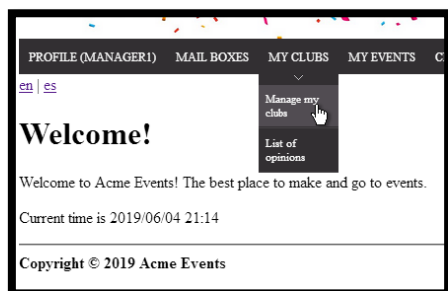 PROFILE (MANAGER1) MAIL BOXES MY CLUBS MY EVENTS
en | es
Manage my
clubs
List of
opinions
Welcome!
Welcome to Acme Events! The best place to make and go to events.
Current time is 2019/06/04 21:14
Copyright © 2019 Acme Events